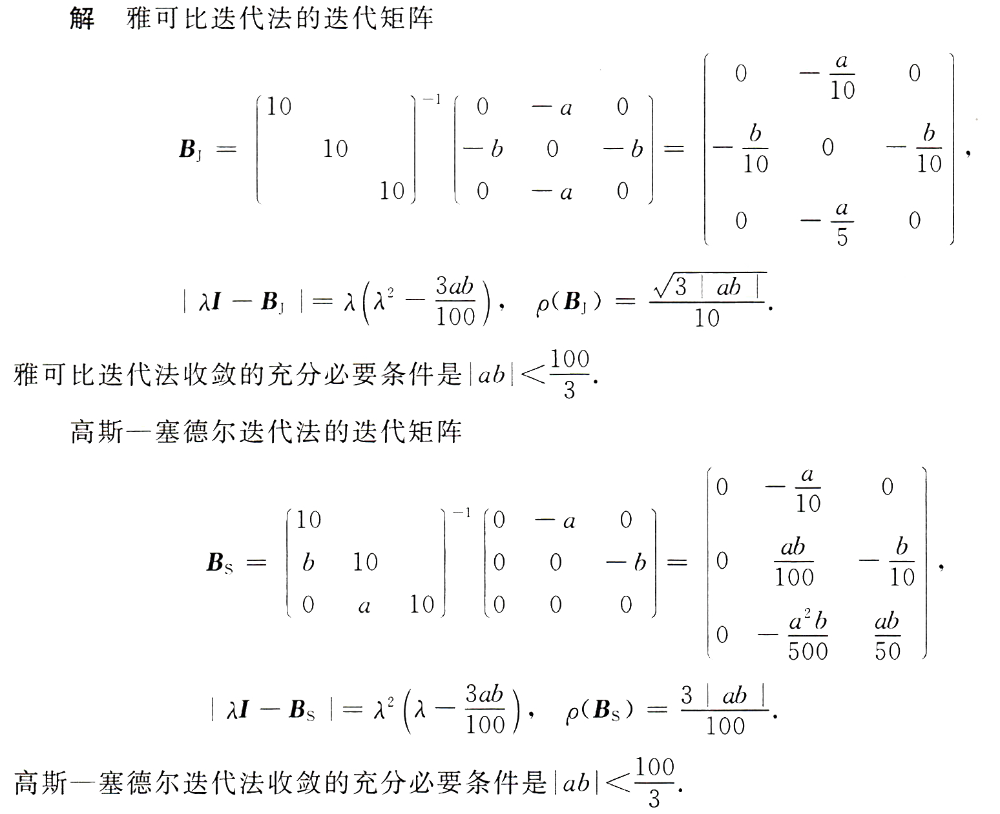 解 雅可比迭代法的迭代矩阵
$$\boldsymbol{B}_{\mathrm{J}} = \begin{pmatrix} 10 & & \\ & 10 & \\ & & 10 \end{pmatrix}^{-1} \begin{pmatrix} 0 & -a & 0 \\ -b & 0 & -b \\ 0 & -a & 0 \end{pmatrix} = \begin{pmatrix} 0 & -\frac{a}{10} & 0 \\ -\frac{b}{10} & 0 & -\frac{b}{10} \\ 0 & -\frac{a}{5} & 0 \end{pmatrix},$$
$$|\lambda \boldsymbol{I} - \boldsymbol{B}_{\mathrm{J}}| = \lambda\left(\lambda^2 - \frac{3ab}{100}\right), \quad \rho(\boldsymbol{B}_{\mathrm{J}}) = \frac{\sqrt{3|ab|}}{10}.$$
雅可比迭代法收敛的充分必要条件是$|ab|<\frac{100}{3}$.
高斯—塞德尔迭代法的迭代矩阵
$$\boldsymbol{B}_{\mathrm{S}} = \begin{pmatrix} 10 & & \\ b & 10 & \\ 0 & a & 10 \end{pmatrix}^{-1} \begin{pmatrix} 0 & -a & 0 \\ 0 & 0 & -b \\ 0 & 0 & 0 \end{pmatrix} = \begin{pmatrix} 0 & -\frac{a}{10} & 0 \\ 0 & \frac{ab}{100} & -\frac{b}{10} \\ 0 & -\frac{a^2b}{500} & \frac{ab}{50} \end{pmatrix},$$
$$|\lambda \boldsymbol{I} - \boldsymbol{B}_{\mathrm{S}}| = \lambda^2\left(\lambda - \frac{3ab}{100}\right), \quad \rho(\boldsymbol{B}_{\mathrm{S}}) = \frac{3|ab|}{100}.$$
高斯—塞德尔迭代法收敛的充分必要条件是$|ab|<\frac{100}{3}$.